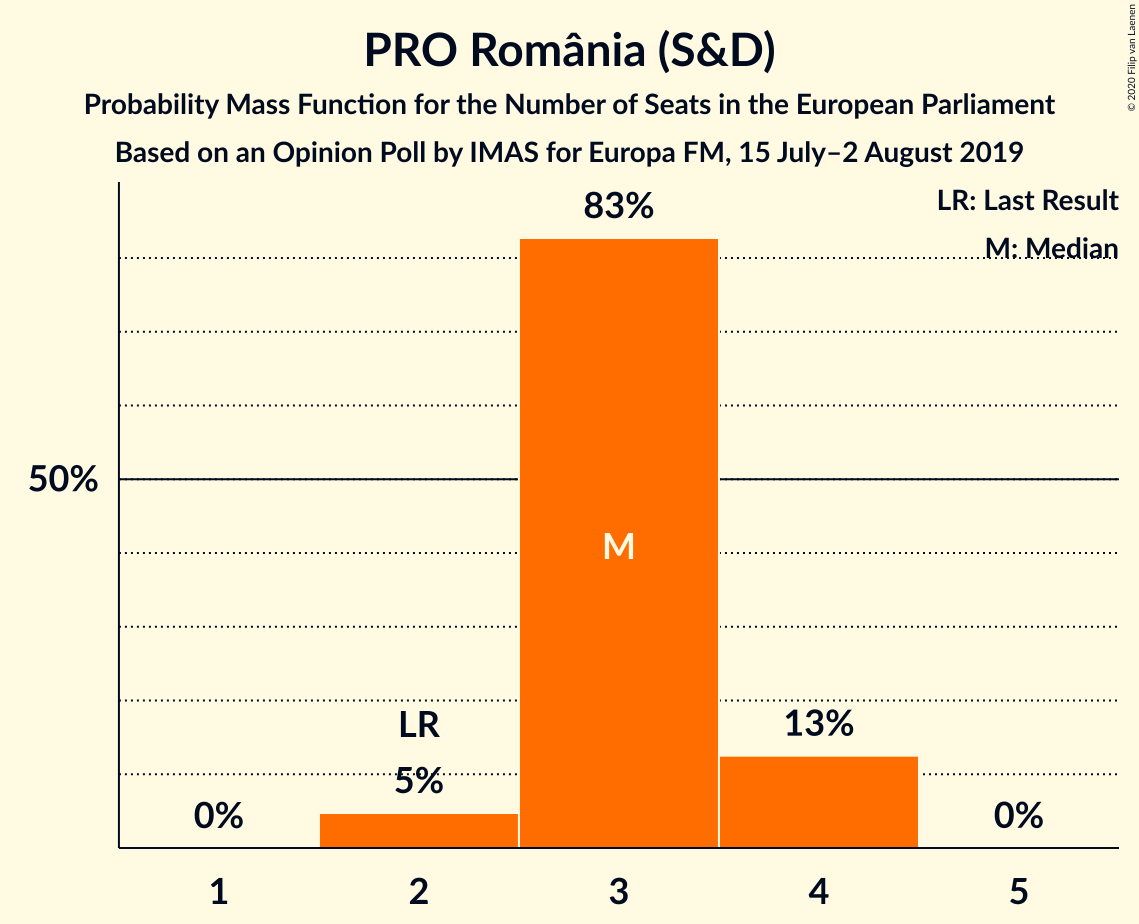 PRO România (S&D)
Probability Mass Function for the Number of Seats in the European Parliament
Based on an Opinion Poll by IMAS for Europa FM, 15 July–2 August 2019
© 2020 Filip van Laenen
LR: Last Result
M: Median
83%
50%
M
LR
13%
5%
0%
0%
1 2 3 4 5